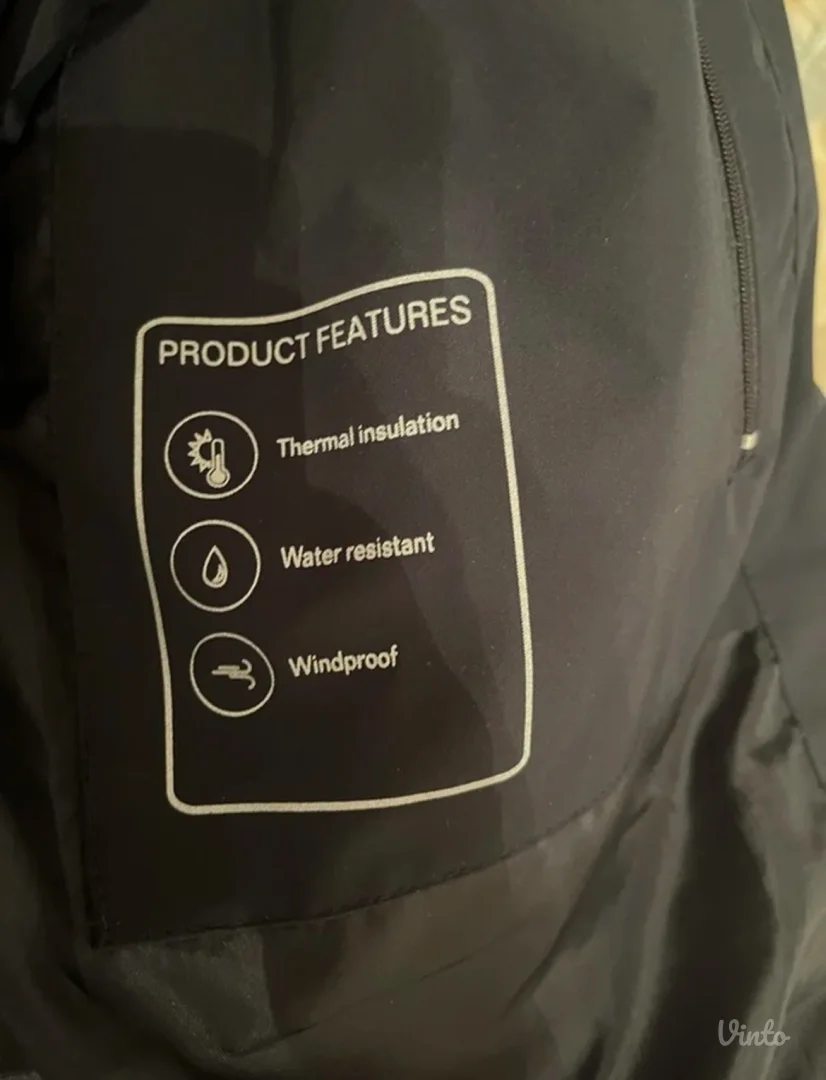 PRODUCT FEATURES
Thermal insulation
Water resistant
Windproof
Vinto